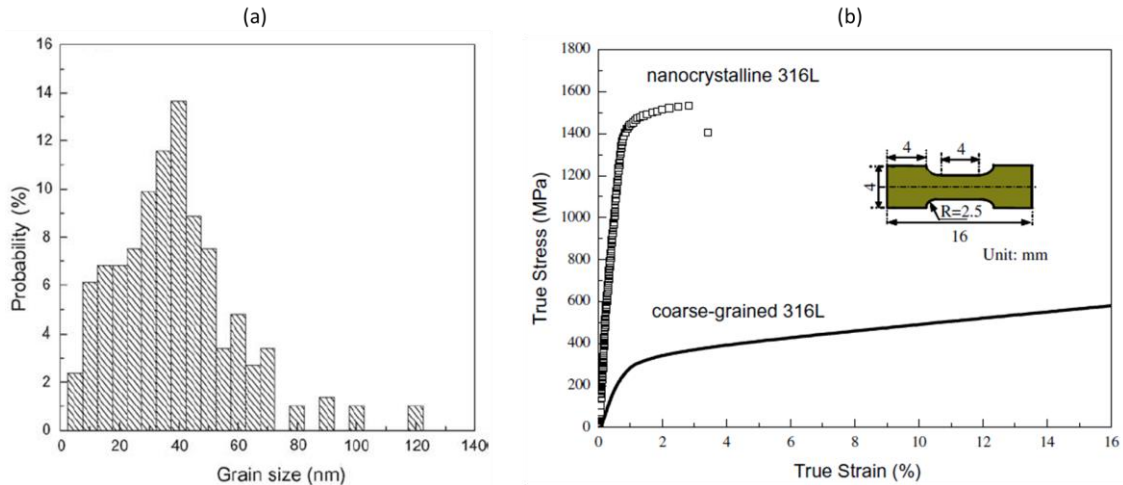 (a)
16
14
12
10
8
6
4
2
0
Probability (%)
0 20 40 60 80 100 120 140
Grain size (nm)
(b)
1800
1600
1400
1200
1000
800
600
400
200
0
True Stress (MPa)
nanocrystalline 316L
4 4
4
R=2.5
16
Unit: mm
coarse-grained 316L
0 2 4 6 8 10 12 14 16
True Strain (%)